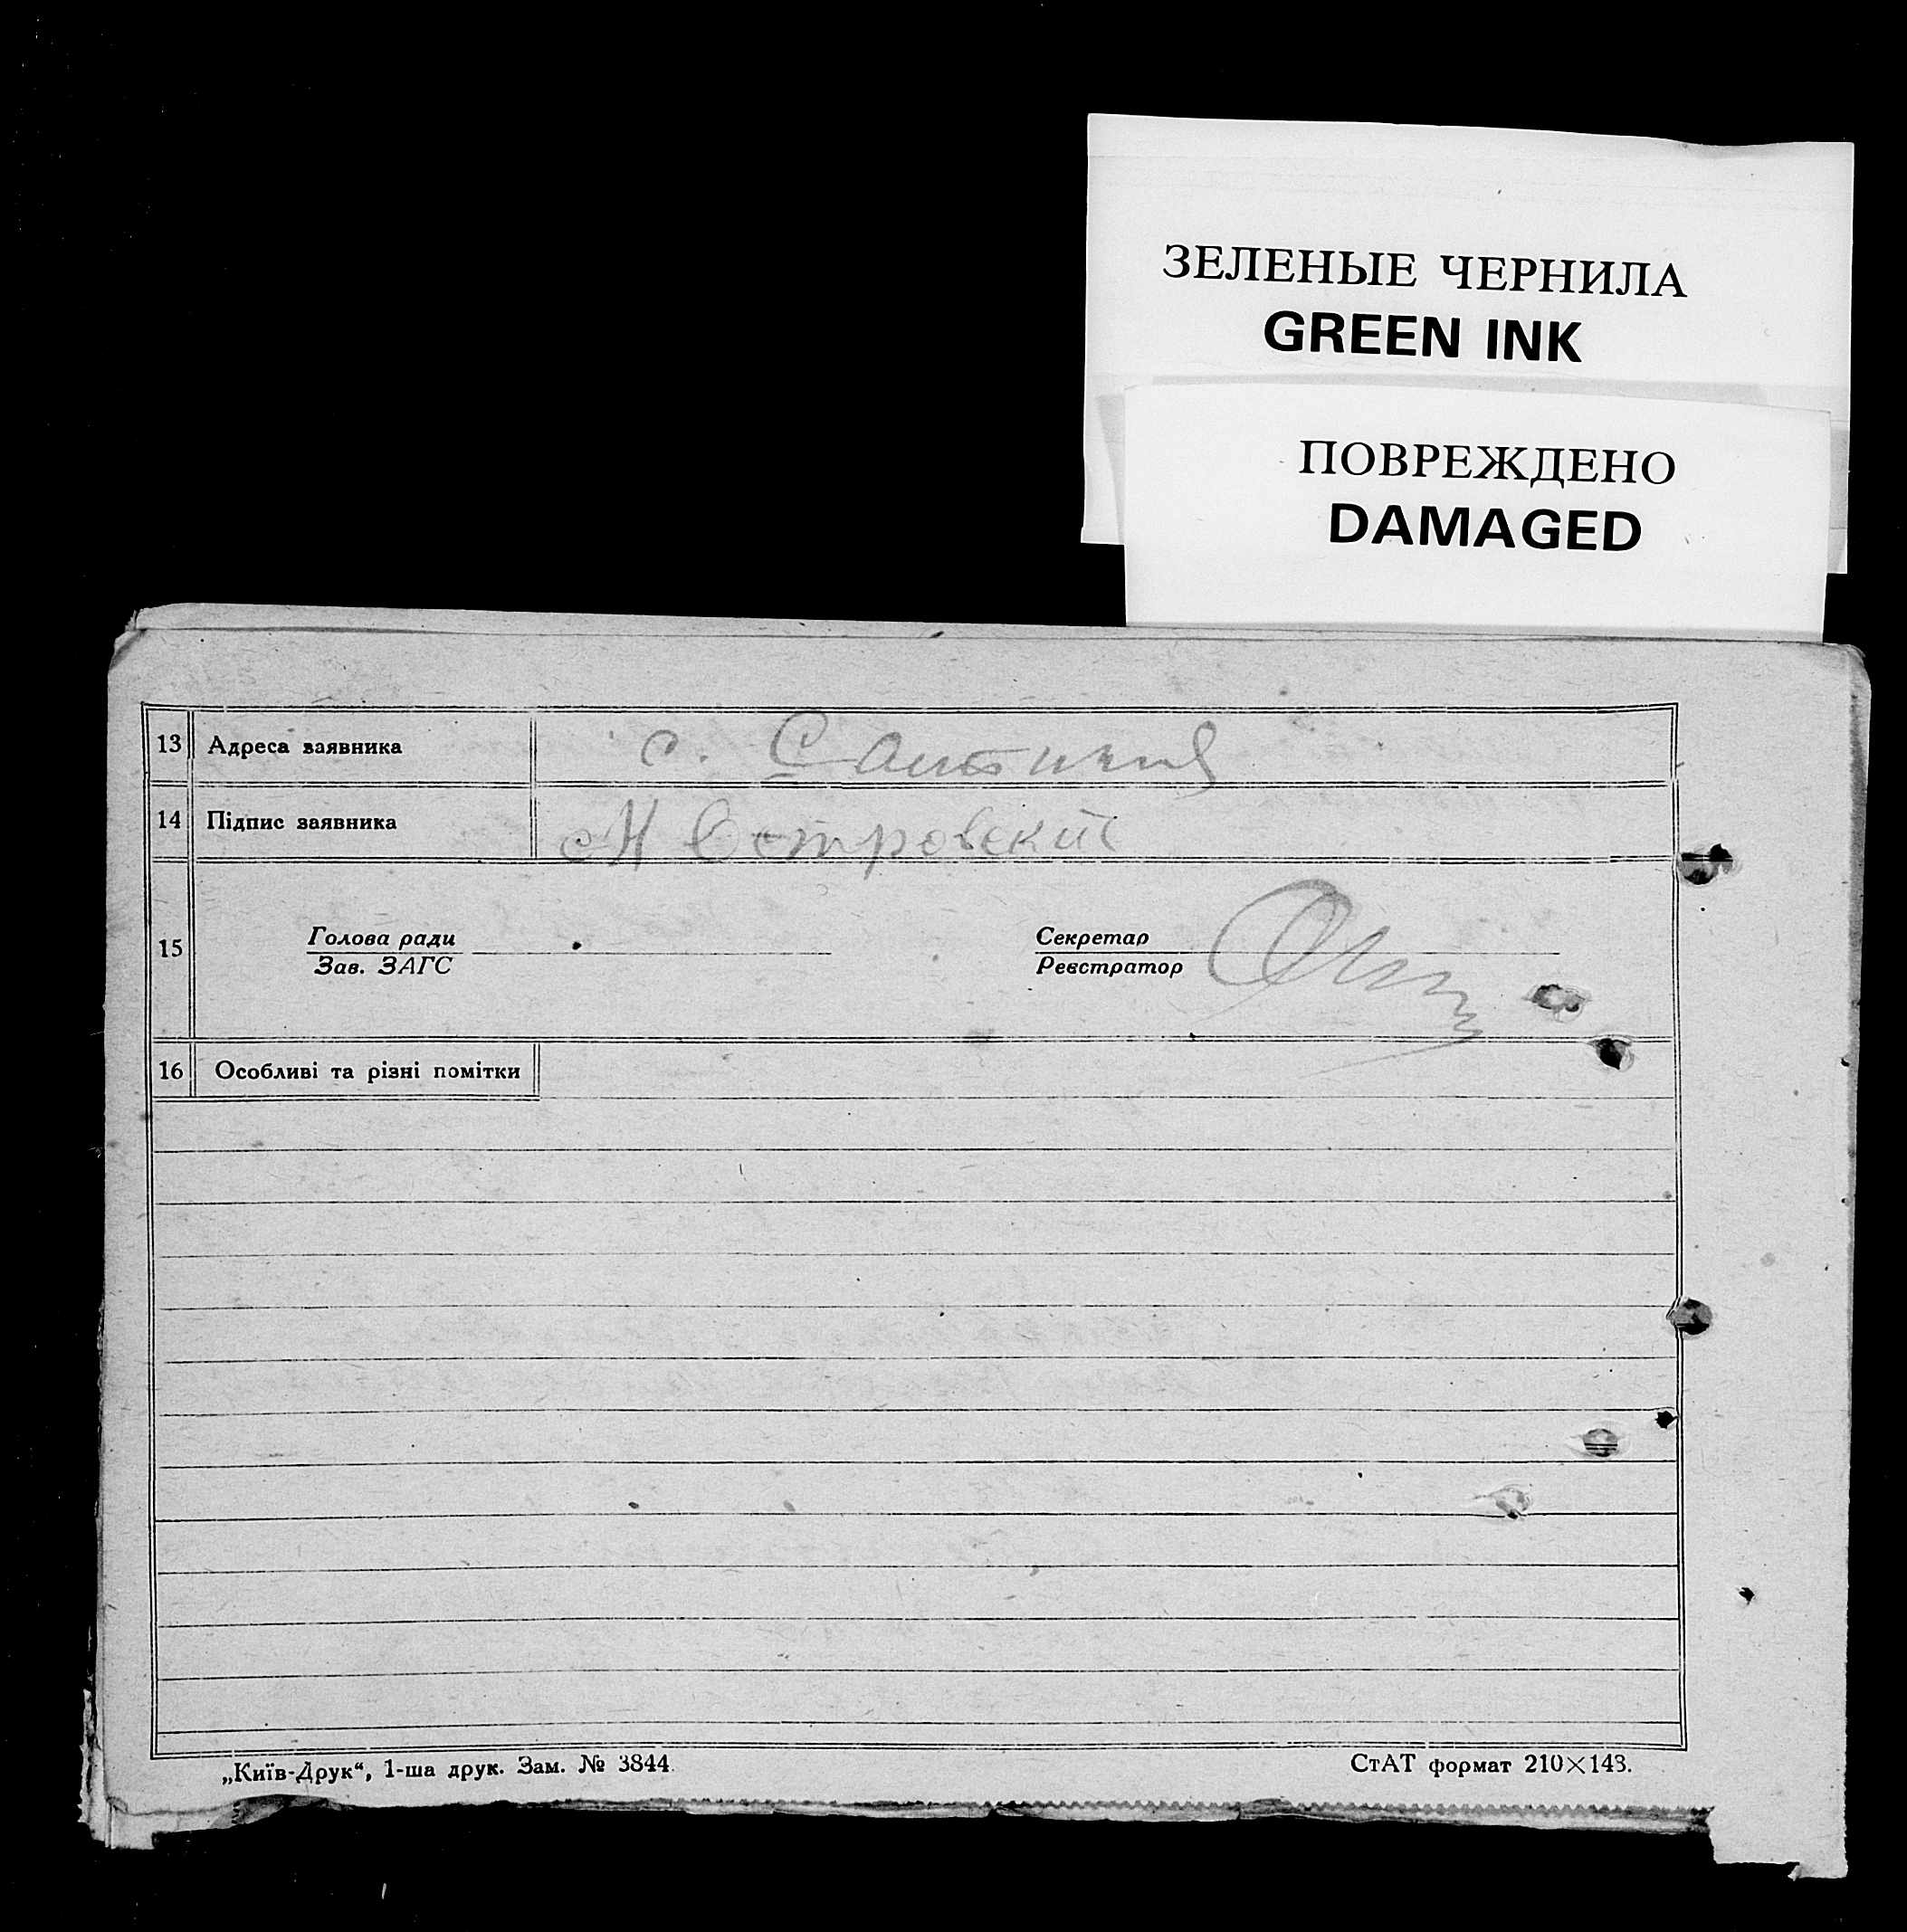 ЗЕЛЕНЫЕ ЧЕРНИЛА
GREEN INK
ПОВРЕЖДЕНО
DAMAGED
13 Адреса заявника с.
14 Підпис заявника Островский
15 Голова ради Секретар
Зав. ЗАГС Реєстратор
16 Особливі та різні помітки
„Київ-Друк“, 1-ша друк. Зам. № 3844 СтАТ формат 210×143.